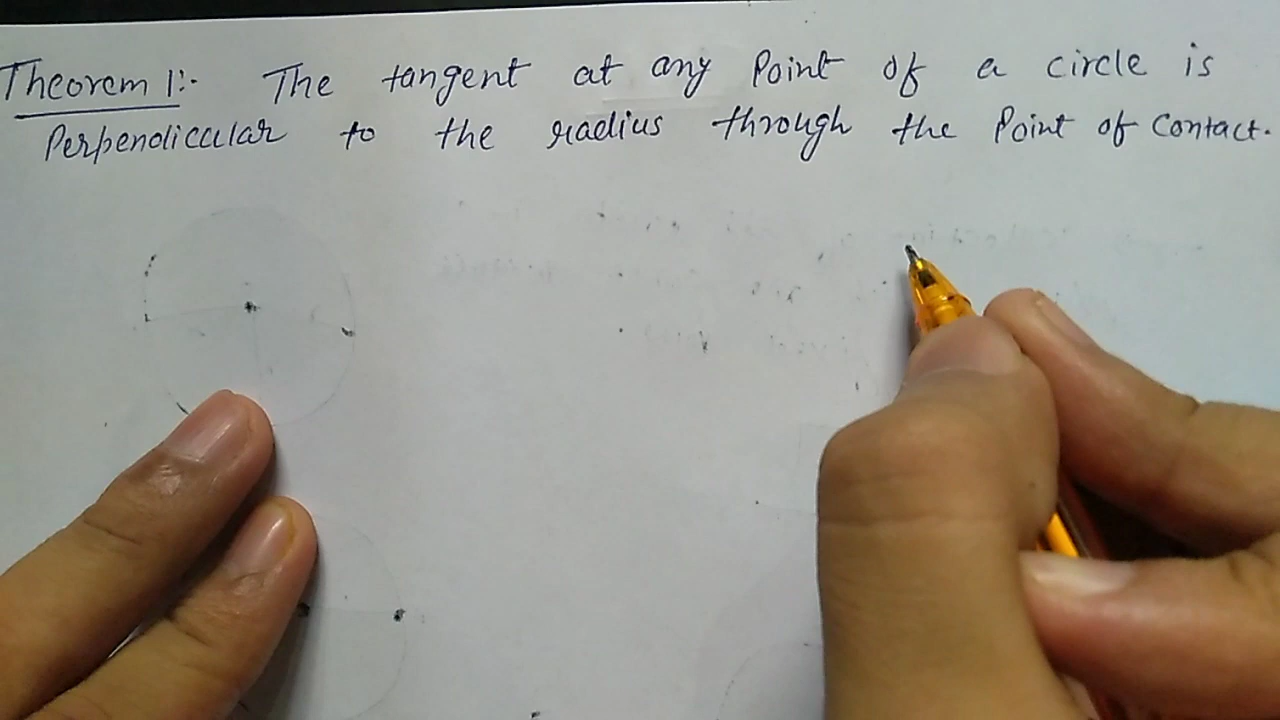 Theorem 1:- The tangent at any Point of a circle is
Perpendicular to the radius through the Point of Contact.